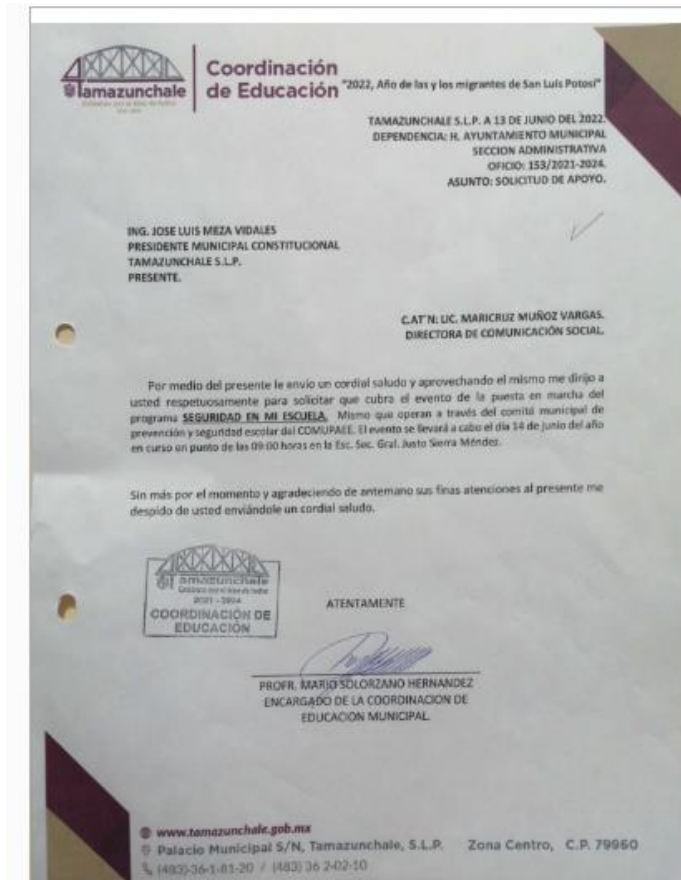 Tamazunchale
Coordinación
de Educación
"2022, Año de las y los migrantes de San Luis Potosí"
TAMAZUNCHALE S.L.P. A 13 DE JUNIO DEL 2022.
DEPENDENCIA: H. AYUNTAMIENTO MUNICIPAL
SECCION ADMINISTRATIVA
OFICIO: 153/2021-2024.
ASUNTO: SOLICITUD DE APOYO.
ING. JOSE LUIS MEZA VIDALES
PRESIDENTE MUNICIPAL CONSTITUCIONAL
TAMAZUNCHALE S.L.P.
PRESENTE.
C.AT'N: LIC. MARICRUZ MUÑOZ VARGAS.
DIRECTORA DE COMUNICACIÓN SOCIAL.
Por medio del presente le envío un cordial saludo y aprovechando el mismo me dirijo a
usted respetuosamente para solicitar que cubra el evento de la puesta en marcha del
programa SEGURIDAD EN MI ESCUELA. Mismo que operan a través del comité municipal de
prevención y seguridad escolar del COMUPAEE. El evento se llevará a cabo el día 14 de junio del año
en curso en punto de las 09:00 horas en la Esc. Sec. Gral. Justo Sierra Méndez.
Sin más por el momento y agradeciendo de antemano sus finas atenciones al presente me
despido de usted enviándole un cordial saludo.
Tamazunchale
2021 - 2024
COORDINACIÓN DE
EDUCACIÓN
ATENTAMENTE
PROFR. MARIO SOLORZANO HERNANDEZ
ENCARGADO DE LA COORDINACION DE
EDUCACION MUNICIPAL.
www.tamazunchale.gob.mx
Palacio Municipal S/N, Tamazunchale, S.L.P. Zona Centro, C.P. 79960
(483)-36-1-81-20 / (483) 36 2-02-10